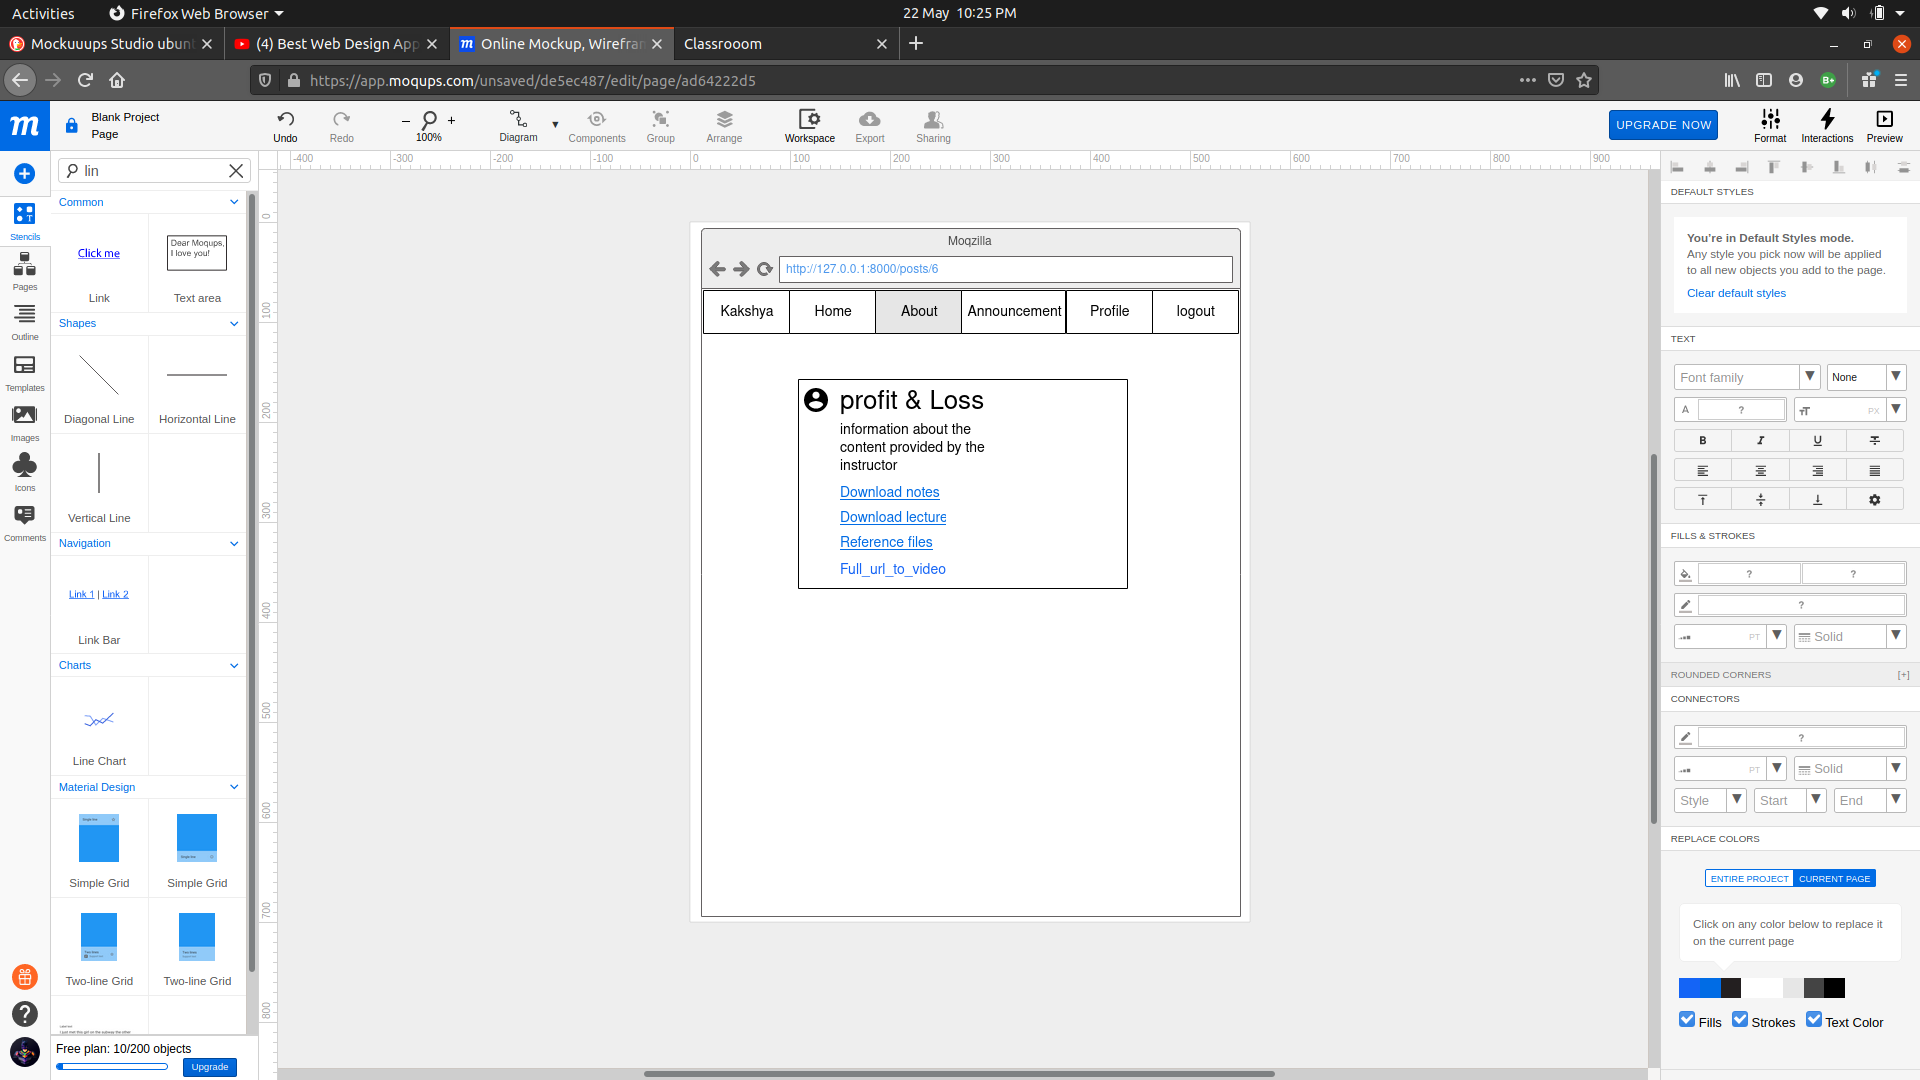 Activities
Firefox Web Browser
22 May 10:25 PM
Mockuuups Studio ubun
(4) Best Web Design App
Online Mockup, Wirefra
Classrooom
https://app.moqups.com/unsaved/de5ec487/edit/page/ad64222d5
Blank Project
Page
Undo
Redo
100%
Diagram
Components
Group
Arrange
Workspace
Export
Sharing
UPGRADE NOW
Format
Interactions
Preview
lin
Stencils
Pages
Outline
Templates
Images
Icons
Comments
Common
Click me
Dear Moqups,
I love you!
Link
Text area
Shapes
Diagonal Line
Horizontal Line
Vertical Line
Navigation
Link 1 | Link 2
Link Bar
Charts
Line Chart
Material Design
Simple Grid
Simple Grid
Two-line Grid
Two-line Grid
Free plan: 10/200 objects
Upgrade
-400 -300 -200 -100 0 100 200 300 400 500 600 700 800 900
0
100
200
300
400
500
600
700
800
Moqzilla
http://127.0.0.1:8000/posts/6
Kakshya Home About Announcement Profile logout
profit & Loss
information about the
content provided by the
instructor
Download notes
Download lecture
Reference files
Full_url_to_video
DEFAULT STYLES
You're in Default Styles mode.
Any style you pick now will be applied
to all new objects you add to the page.
Clear default styles
TEXT
Font family
None
A ?
PX
B I U
FILLS & STROKES
? ?
?
PT
Solid
ROUNDED CORNERS [+]
CONNECTORS
?
PT
Solid
Style
Start
End
REPLACE COLORS
ENTIRE PROJECT
CURRENT PAGE
Click on any color below to replace it
on the current page
Fills
Strokes
Text Color